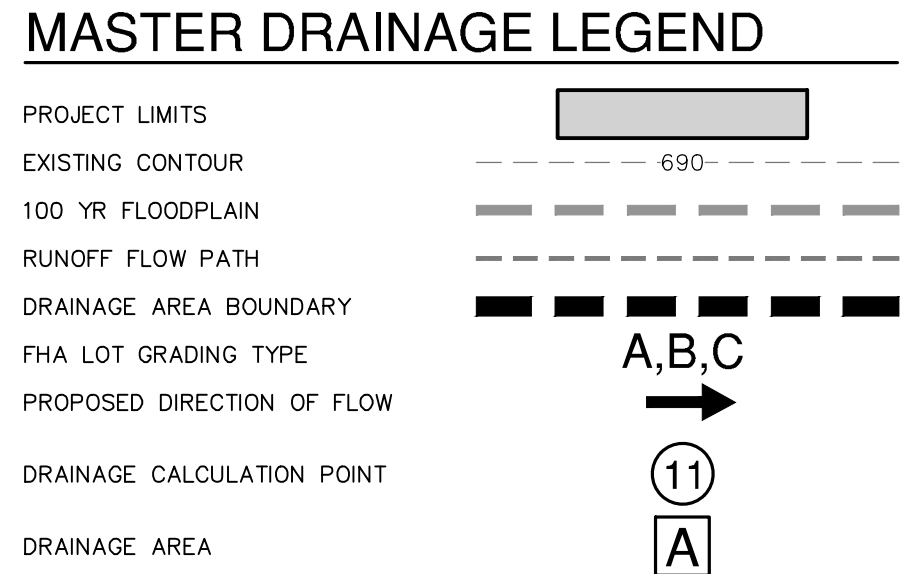 MASTER DRAINAGE LEGEND
PROJECT LIMITS
EXISTING CONTOUR 690
100 YR FLOODPLAIN
RUNOFF FLOW PATH
DRAINAGE AREA BOUNDARY
FHA LOT GRADING TYPE A,B,C
PROPOSED DIRECTION OF FLOW
DRAINAGE CALCULATION POINT 11
DRAINAGE AREA A